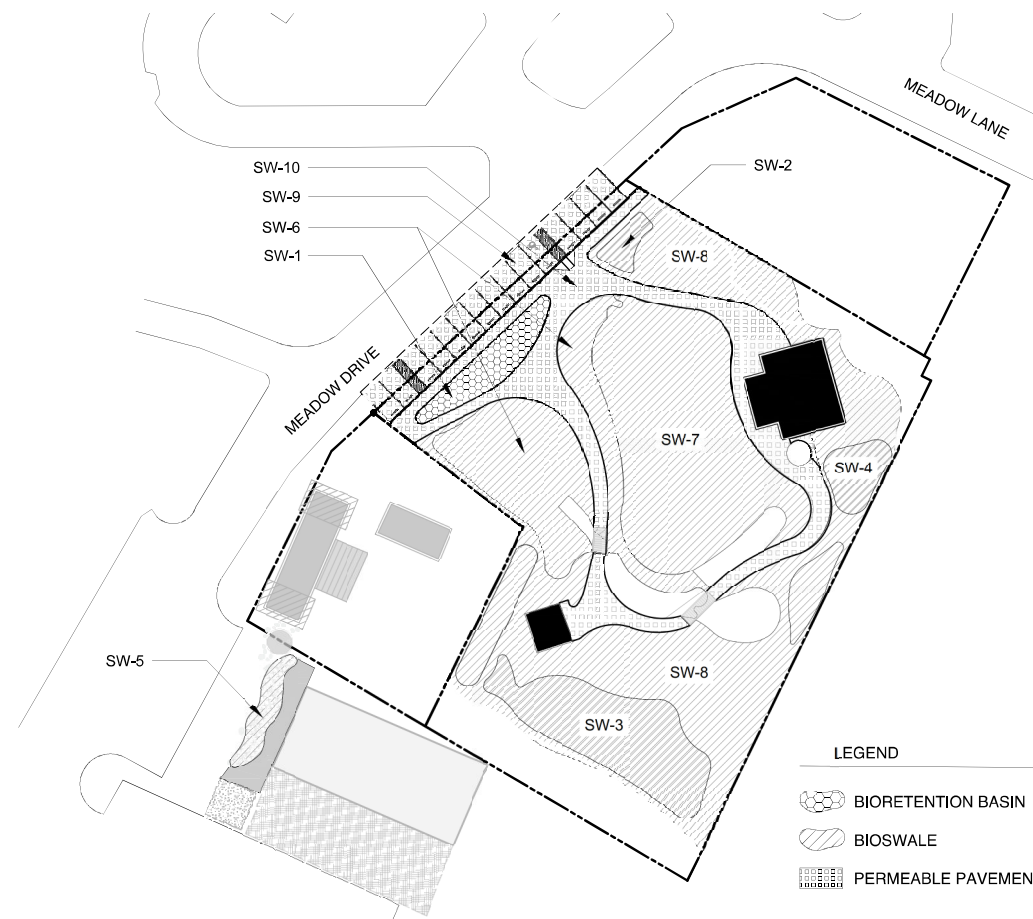 MEADOW LANE
SW-10
SW-2
SW-9
SW-6
SW-1
SW-8
MEADOW DRIVE
SW-7
SW-4
SW-5
SW-8
SW-3
LEGEND
BIORETENTION BASIN
BIOSWALE
PERMEABLE PAVEMEN